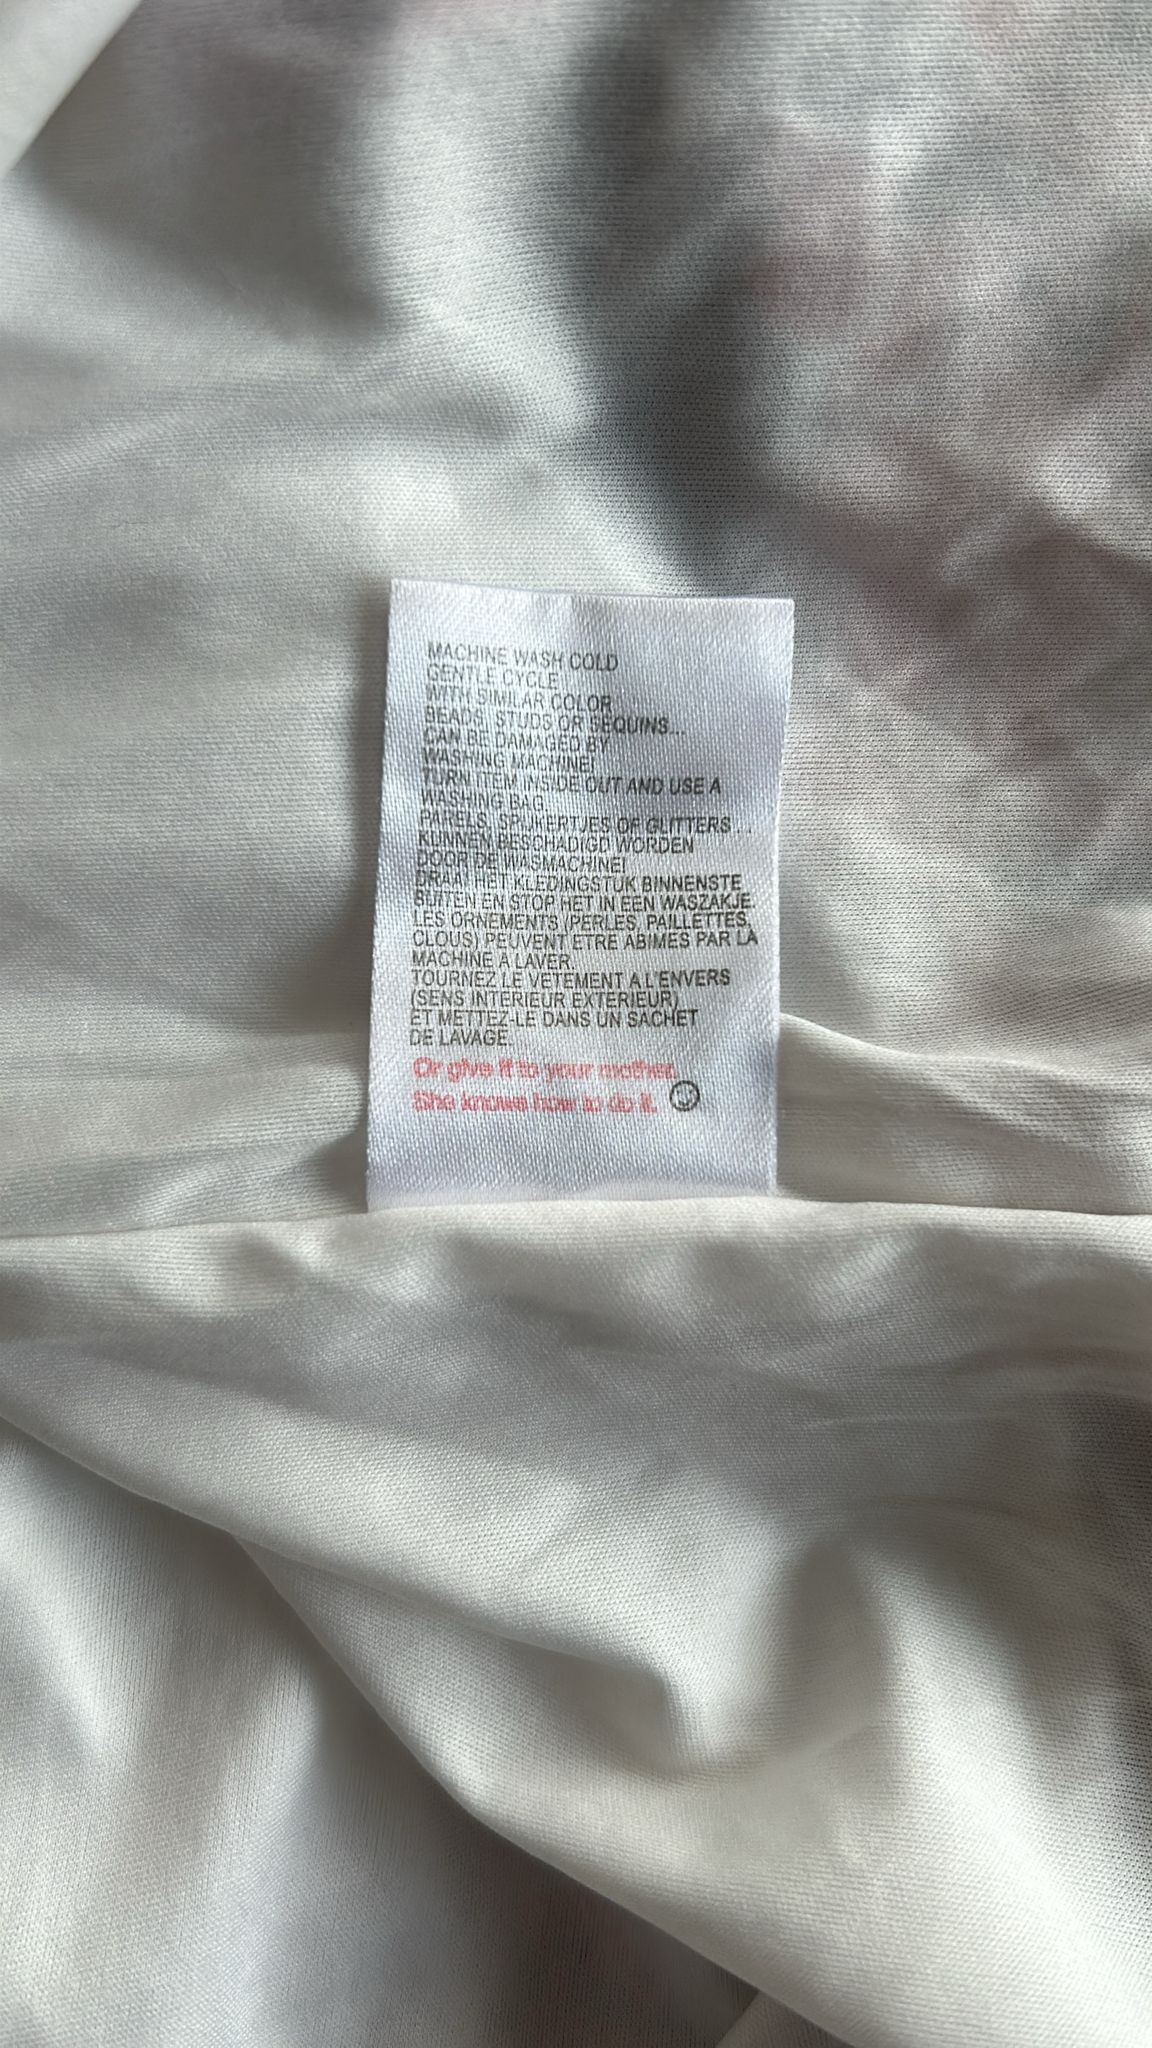 MACHINE WASH COLD
GENTLE CYCLE
WITH SIMILAR COLOR
BEADS, STUDS OR SEQUINS...
CAN BE DAMAGED BY
WASHING MACHINE!
TURN ITEM INSIDE OUT AND USE A
WASHING BAG
PARELS, SPIJKERTJES OF GLITTERS...
KUNNEN BESCHADIGD WORDEN
DOOR DE WASMACHINE!
DRAAI HET KLEDINGSTUK BINNENSTE
BUITEN EN STOP HET IN EEN WASZAKJE
LES ORNEMENTS (PERLES, PAILLETTES,
CLOUS) PEUVENT ETRE ABIMES PAR LA
MACHINE A LAVER.
TOURNEZ LE VETEMENT A L'ENVERS
(SENS INTERIEUR EXTERIEUR)
ET METTEZ-LE DANS UN SACHET
DE LAVAGE.
Or give it to your mother.
She knows how to do it.